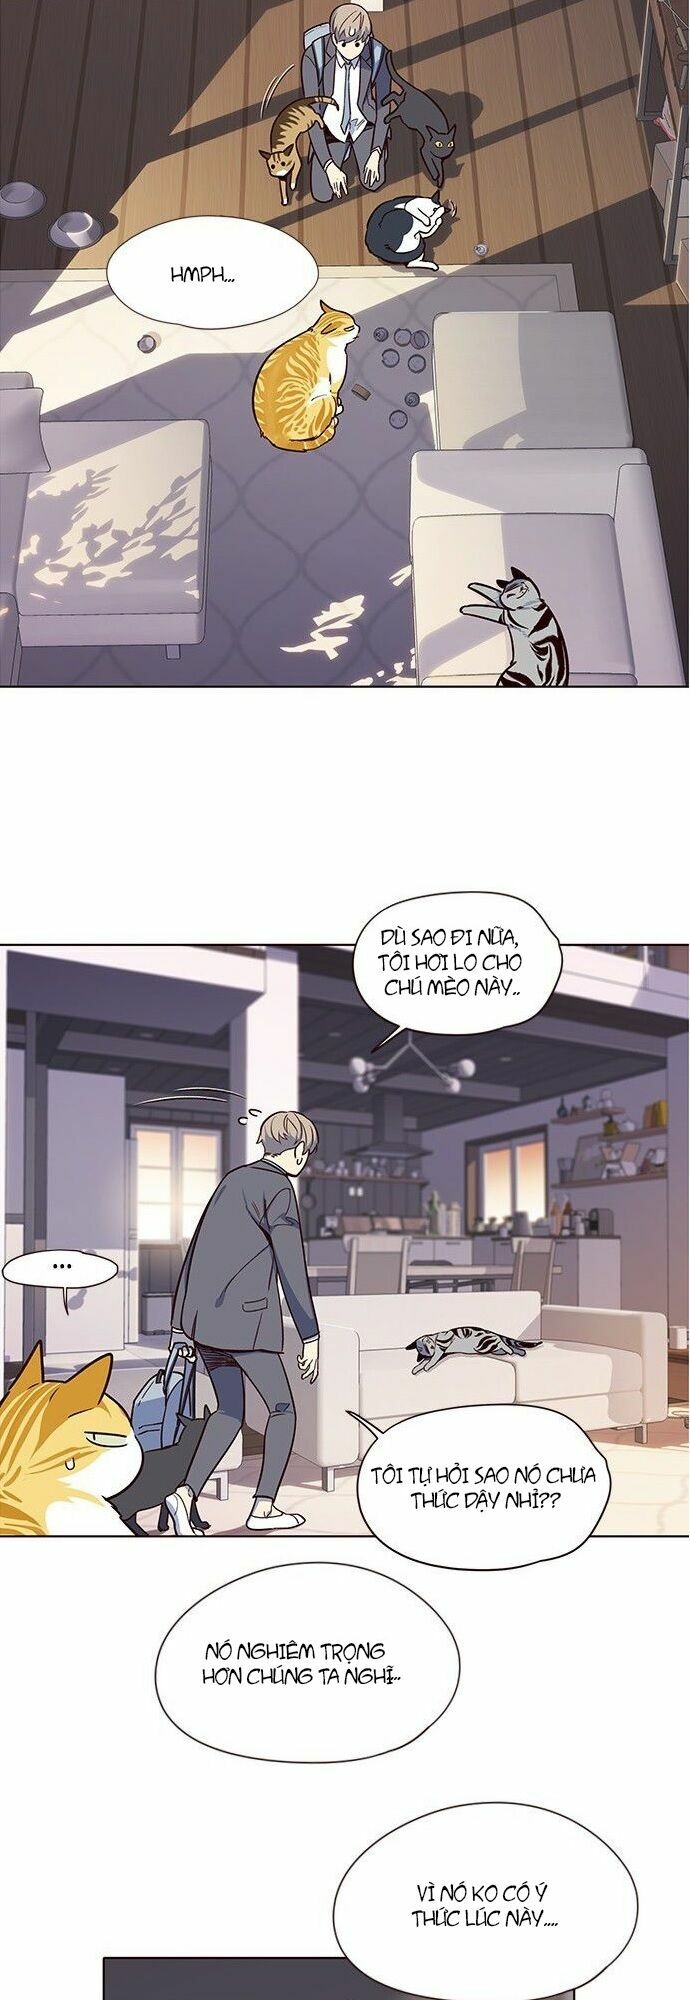 HMPH...
DÙ SAO ĐI NỮA,
TÔI HƠI LO CHO
CHÚ MÈO NÀY..
...
TÔI TỰ HỎI SAO NÓ CHƯA
THỨC DẬY NHỈ??
NÓ NGHIÊM TRỌNG
HƠN CHÚNG TA NGHĨ..
VÌ NÓ KO CÓ Ý
THỨC LÚC NÀY....